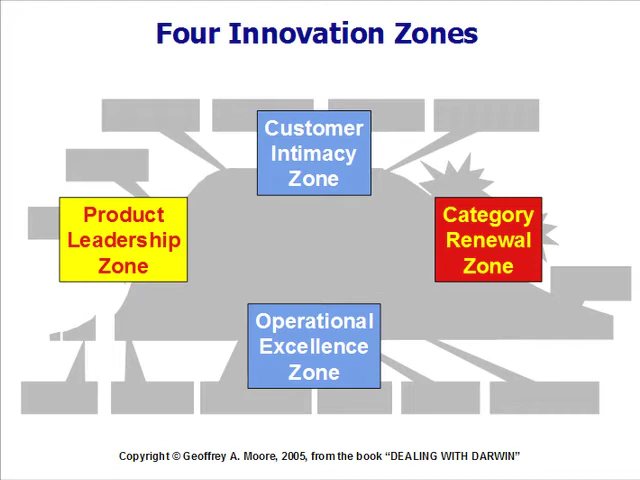 Four Innovation Zones
Customer
Intimacy
Zone
Product
Leadership
Zone
Category
Renewal
Zone
Operational
Excellence
Zone
Copyright © Geoffrey A. Moore, 2005, from the book “DEALING WITH DARWIN”